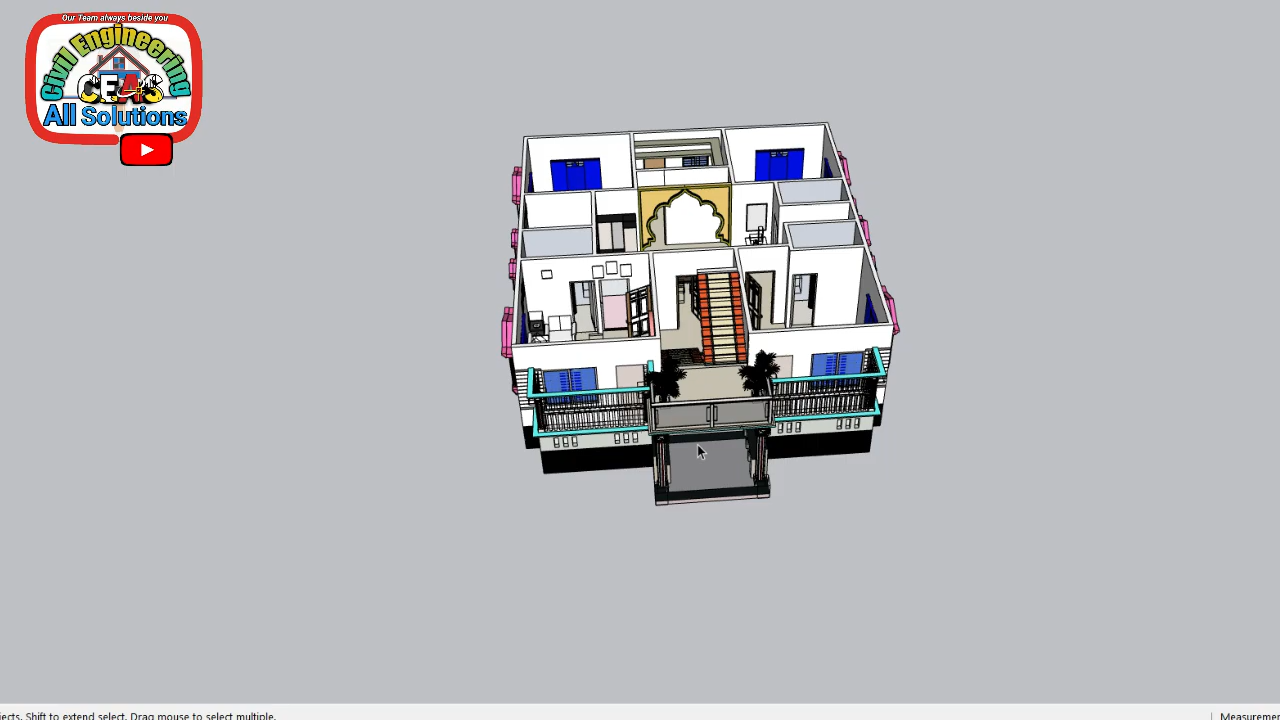 Our Team always beside you
Civil Engineering
CEAS
All Solutions
jects. Shift to extend select. Drag mouse to select multiple.
Measureme